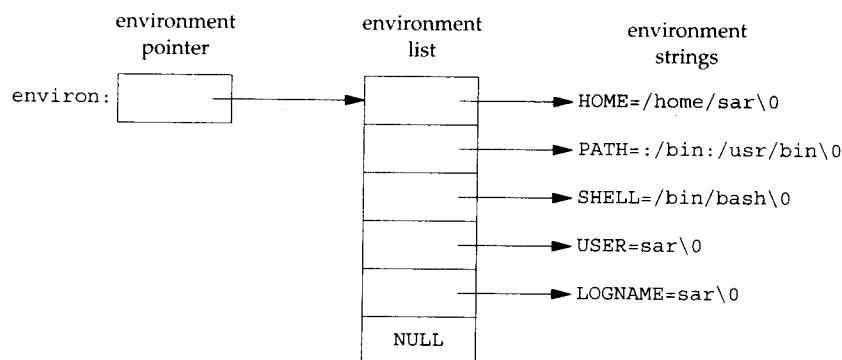 environment
pointer
environment
list
environment
strings
environ:
HOME=/home/sar\0
PATH=:/bin:/usr/bin\0
SHELL=/bin/bash\0
USER=sar\0
LOGNAME=sar\0
NULL